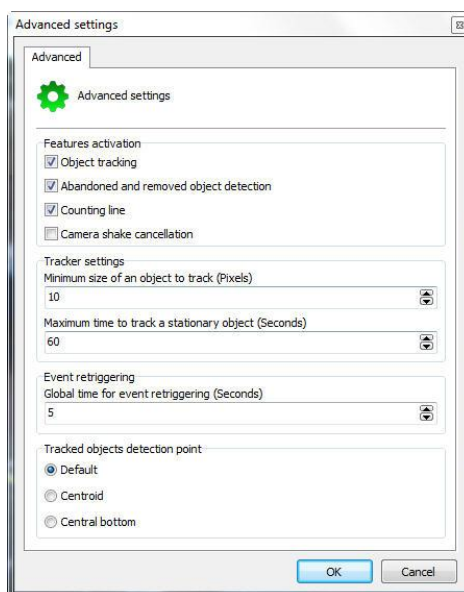 Advanced settings
Advanced
Advanced settings
Features activation
Object tracking
Abandoned and removed object detection
Counting line
Camera shake cancellation
Tracker settings
Minimum size of an object to track (Pixels)
10
Maximum time to track a stationary object (Seconds)
60
Event retriggering
Global time for event retriggering (Seconds)
5
Tracked objects detection point
Default
Centroid
Central bottom
OK Cancel